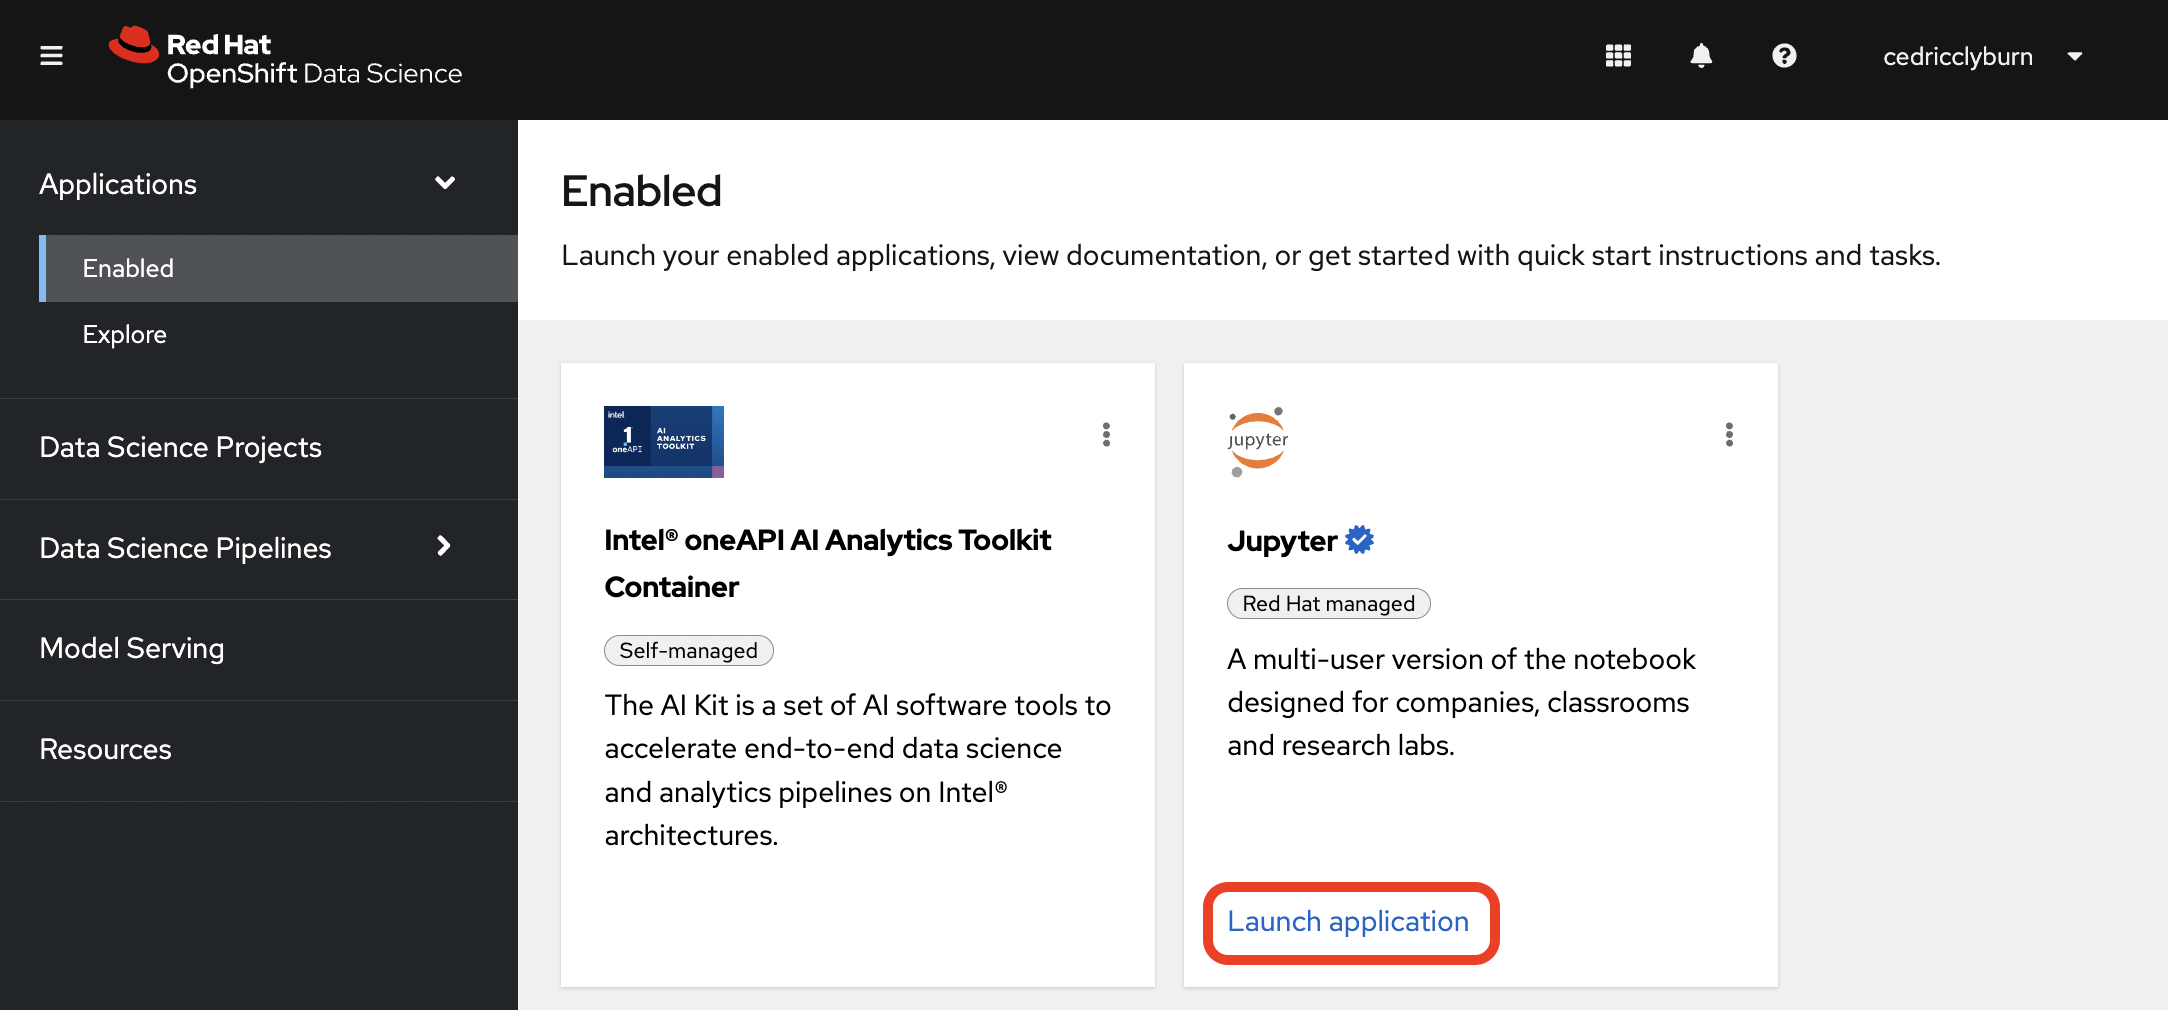 Red Hat
OpenShift Data Science
cedricclyburn
Applications
Enabled
Explore
Data Science Projects
Data Science Pipelines
Model Serving
Resources
Enabled
Launch your enabled applications, view documentation, or get started with quick start instructions and tasks.
intel
1
oneAPI
AI
ANALYTICS
TOOLKIT
Intel® oneAPI AI Analytics Toolkit
Container
Self-managed
The AI Kit is a set of AI software tools to
accelerate end-to-end data science
and analytics pipelines on Intel®
architectures.
jupyter
Jupyter
Red Hat managed
A multi-user version of the notebook
designed for companies, classrooms
and research labs.
Launch application